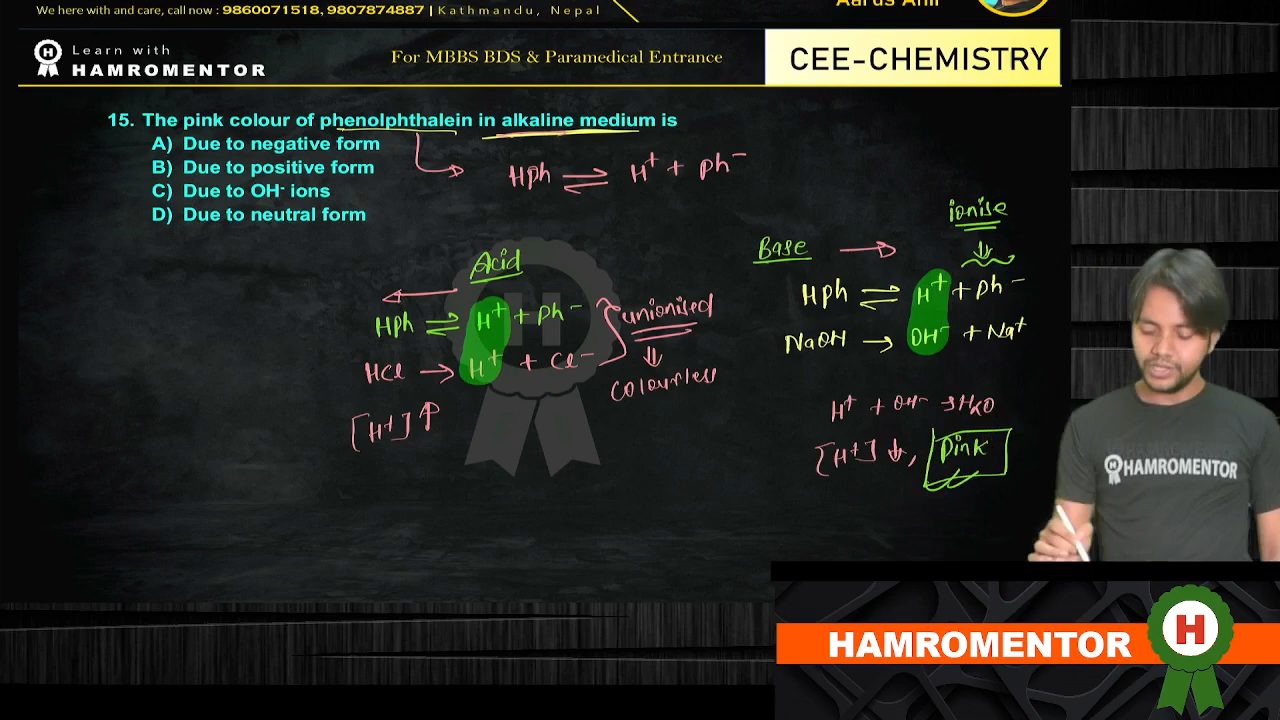 We here with and care, call now : 9860071518, 9807874887 | Kathmandu, Nepal
Learn with
HAMROMENTOR
For MBBS BDS & Paramedical Entrance
CEE-CHEMISTRY
15. The pink colour of phenolphthalein in alkaline medium is
A) Due to negative form
B) Due to positive form
C) Due to OH⁻ ions
D) Due to neutral form
Hph ⇌ H⁺ + Ph⁻
Acid
Hph ⇌ H⁺ + Ph⁻
HCl → H⁺ + Cl⁻
[H⁺] ↑
unionised
⇓
Colourless
ionise
⇓
Base →
Hph ⇌ H⁺ + Ph⁻
NaOH → OH⁻ + Na⁺
H⁺ + OH⁻ → H₂O
[H⁺] ↓, Pink
HAMROMENTOR
HAMROMENTOR
H